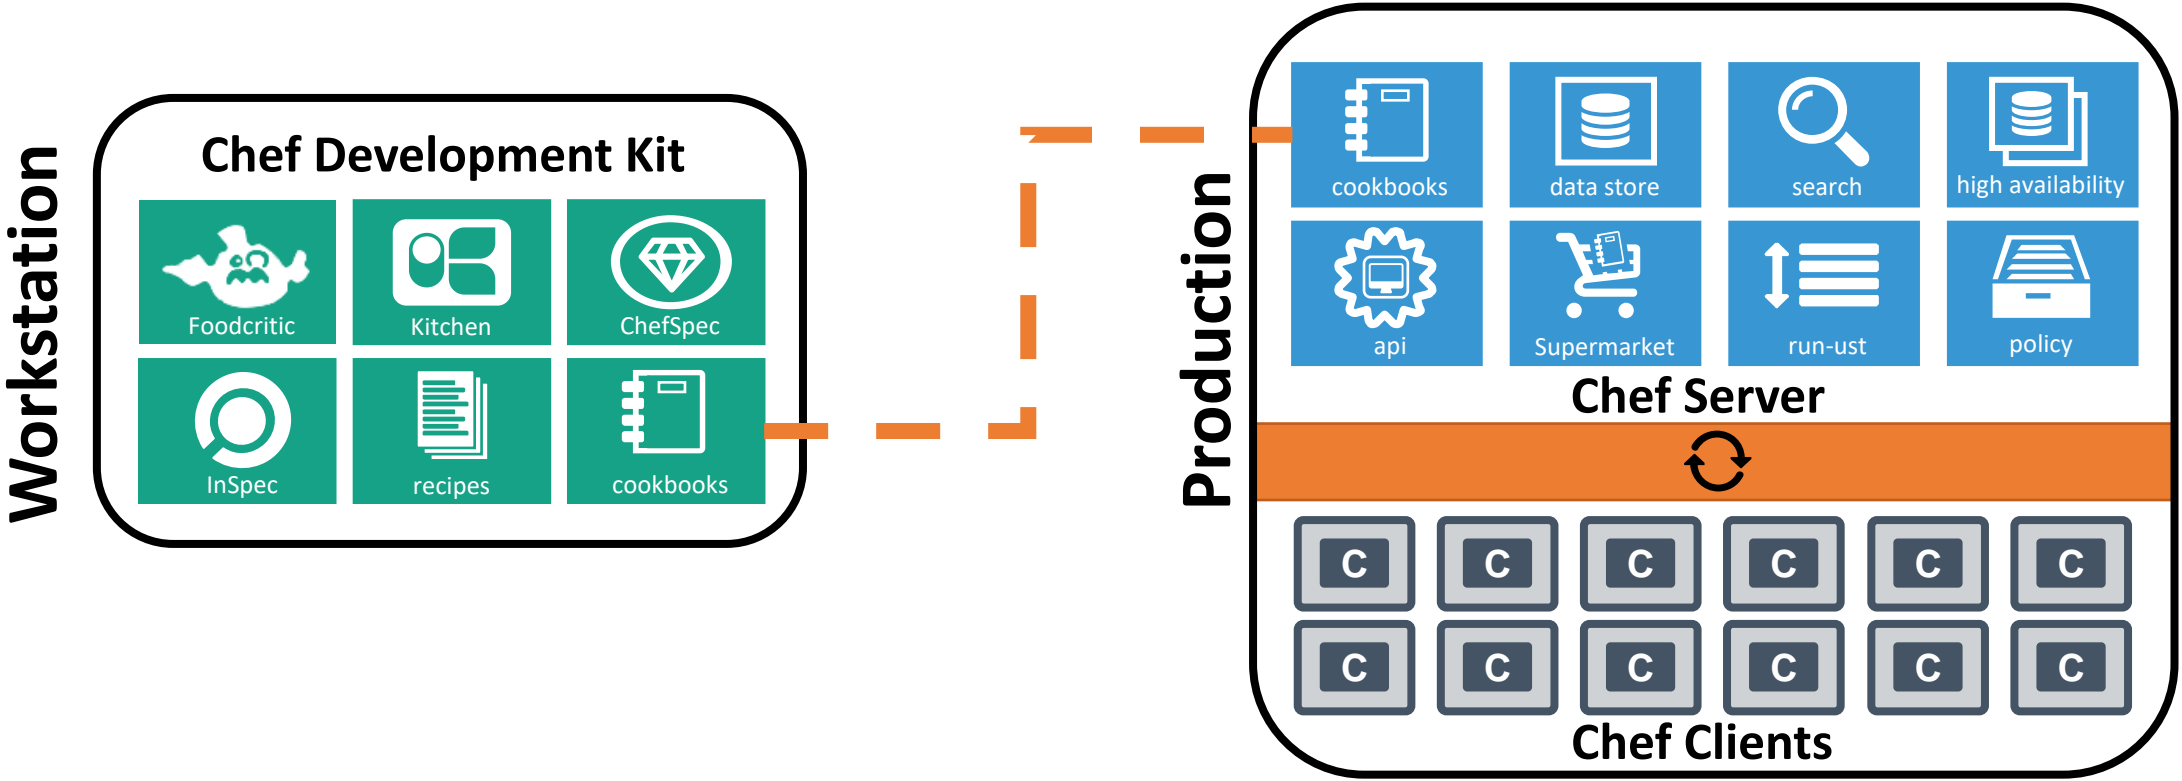 Workstation
Chef Development Kit
Foodcritic
Kitchen
ChefSpec
InSpec
recipes
cookbooks
Production
cookbooks
data store
search
high availability
api
Supermarket
run-ust
policy
Chef Server
C C C C C C
C C C C C C
Chef Clients